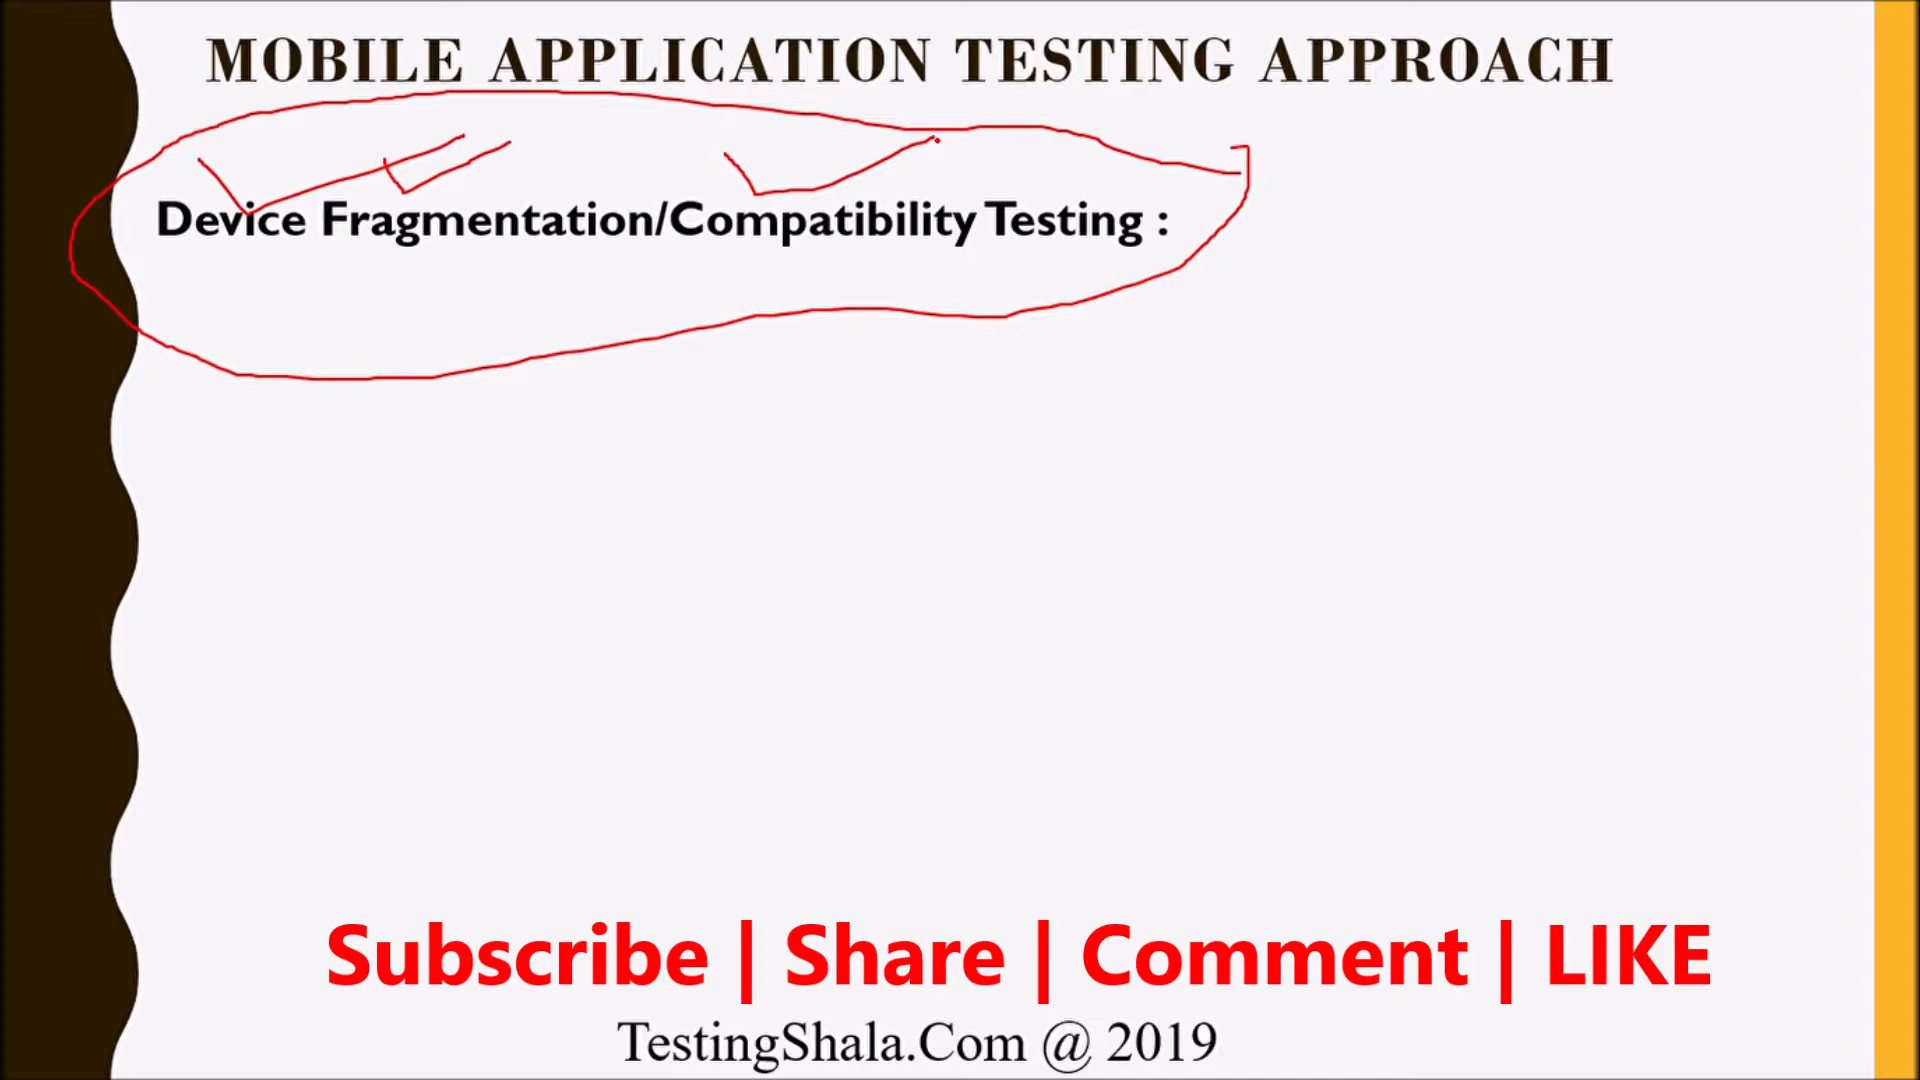 MOBILE APPLICATION TESTING APPROACH
Device Fragmentation/Compatibility Testing :
Subscribe | Share | Comment | LIKE
TestingShala.Com @ 2019